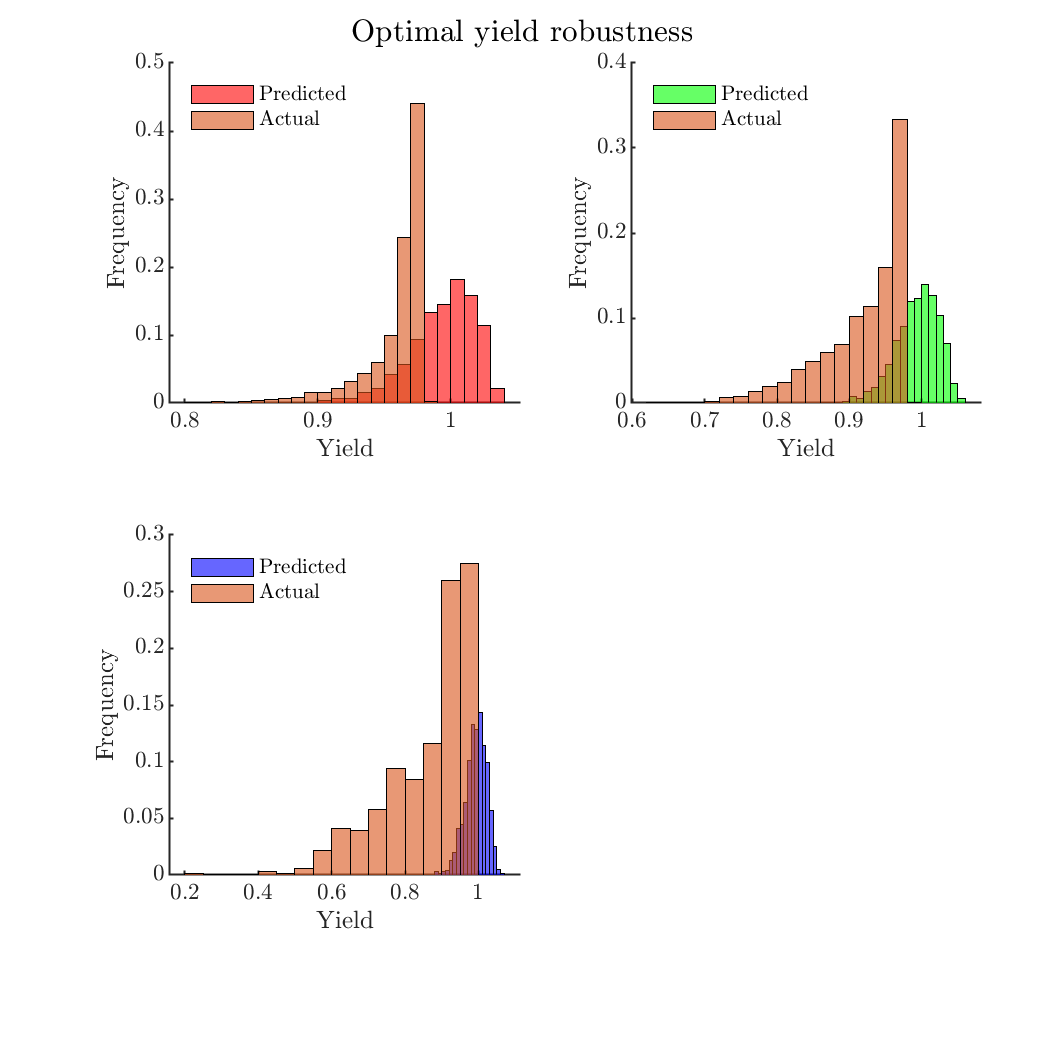 Optimal yield robustness
0.5
0.4
0.3
0.2
0.1
0
Frequency
Predicted
Actual
0.8 0.9 1
Yield
0.4
0.3
0.2
0.1
0
Frequency
Predicted
Actual
0.6 0.7 0.8 0.9 1
Yield
0.3
0.25
0.2
0.15
0.1
0.05
0
Frequency
Predicted
Actual
0.2 0.4 0.6 0.8 1
Yield